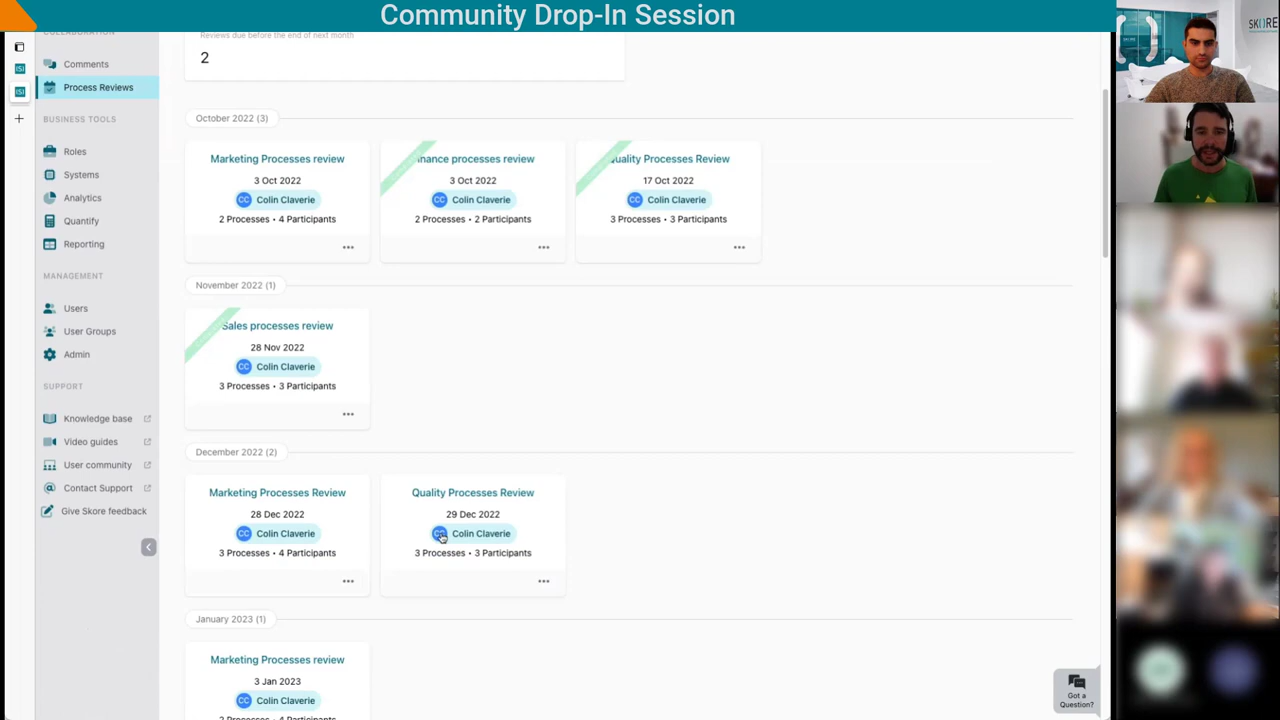 Community Drop-In Session
Reviews due before the end of next month
2
COLLABORATION
Comments
Process Reviews
BUSINESS TOOLS
Roles
Systems
Analytics
Quantify
Reporting
MANAGEMENT
Users
User Groups
Admin
SUPPORT
Knowledge base
Video guides
User community
Contact Support
Give Skore feedback
October 2022 (3)
Marketing Processes review
3 Oct 2022
CC Colin Claverie
2 Processes • 4 Participants
•••
inance processes review
3 Oct 2022
CC Colin Claverie
2 Processes • 2 Participants
•••
uality Processes Review
17 Oct 2022
CC Colin Claverie
3 Processes • 3 Participants
•••
November 2022 (1)
Sales processes review
28 Nov 2022
CC Colin Claverie
3 Processes • 3 Participants
•••
December 2022 (2)
Marketing Processes Review
28 Dec 2022
CC Colin Claverie
3 Processes • 4 Participants
•••
Quality Processes Review
29 Dec 2022
CC Colin Claverie
3 Processes • 3 Participants
•••
January 2023 (1)
Marketing Processes review
3 Jan 2023
CC Colin Claverie
2 Processes • 4 Participants
Got a
Question?
SKORE